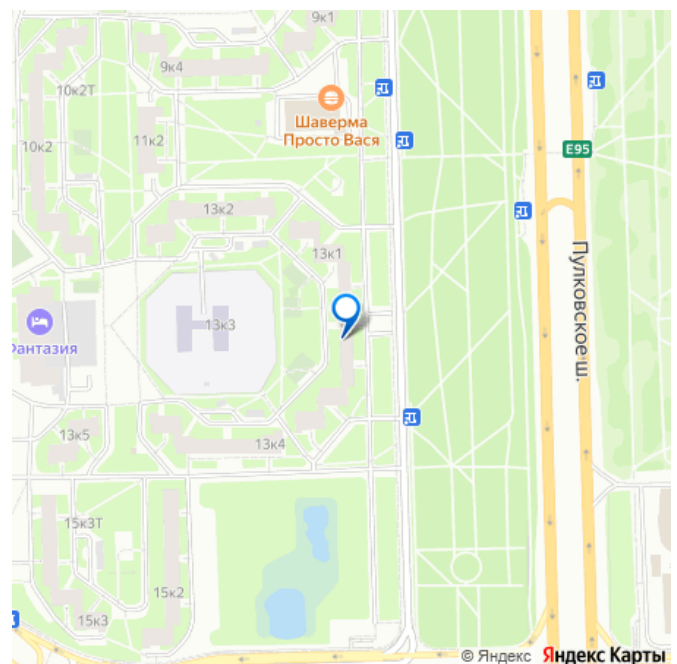 9к1
9к4
10к2Т
Шаверма
Просто Вася
11к2
10к2
E95
13к2
13к1
Пулковское ш.
13к3
Фантазия
13к5
13к4
15к3Т
15к2
15к3
© Яндекс Яндекс Карты